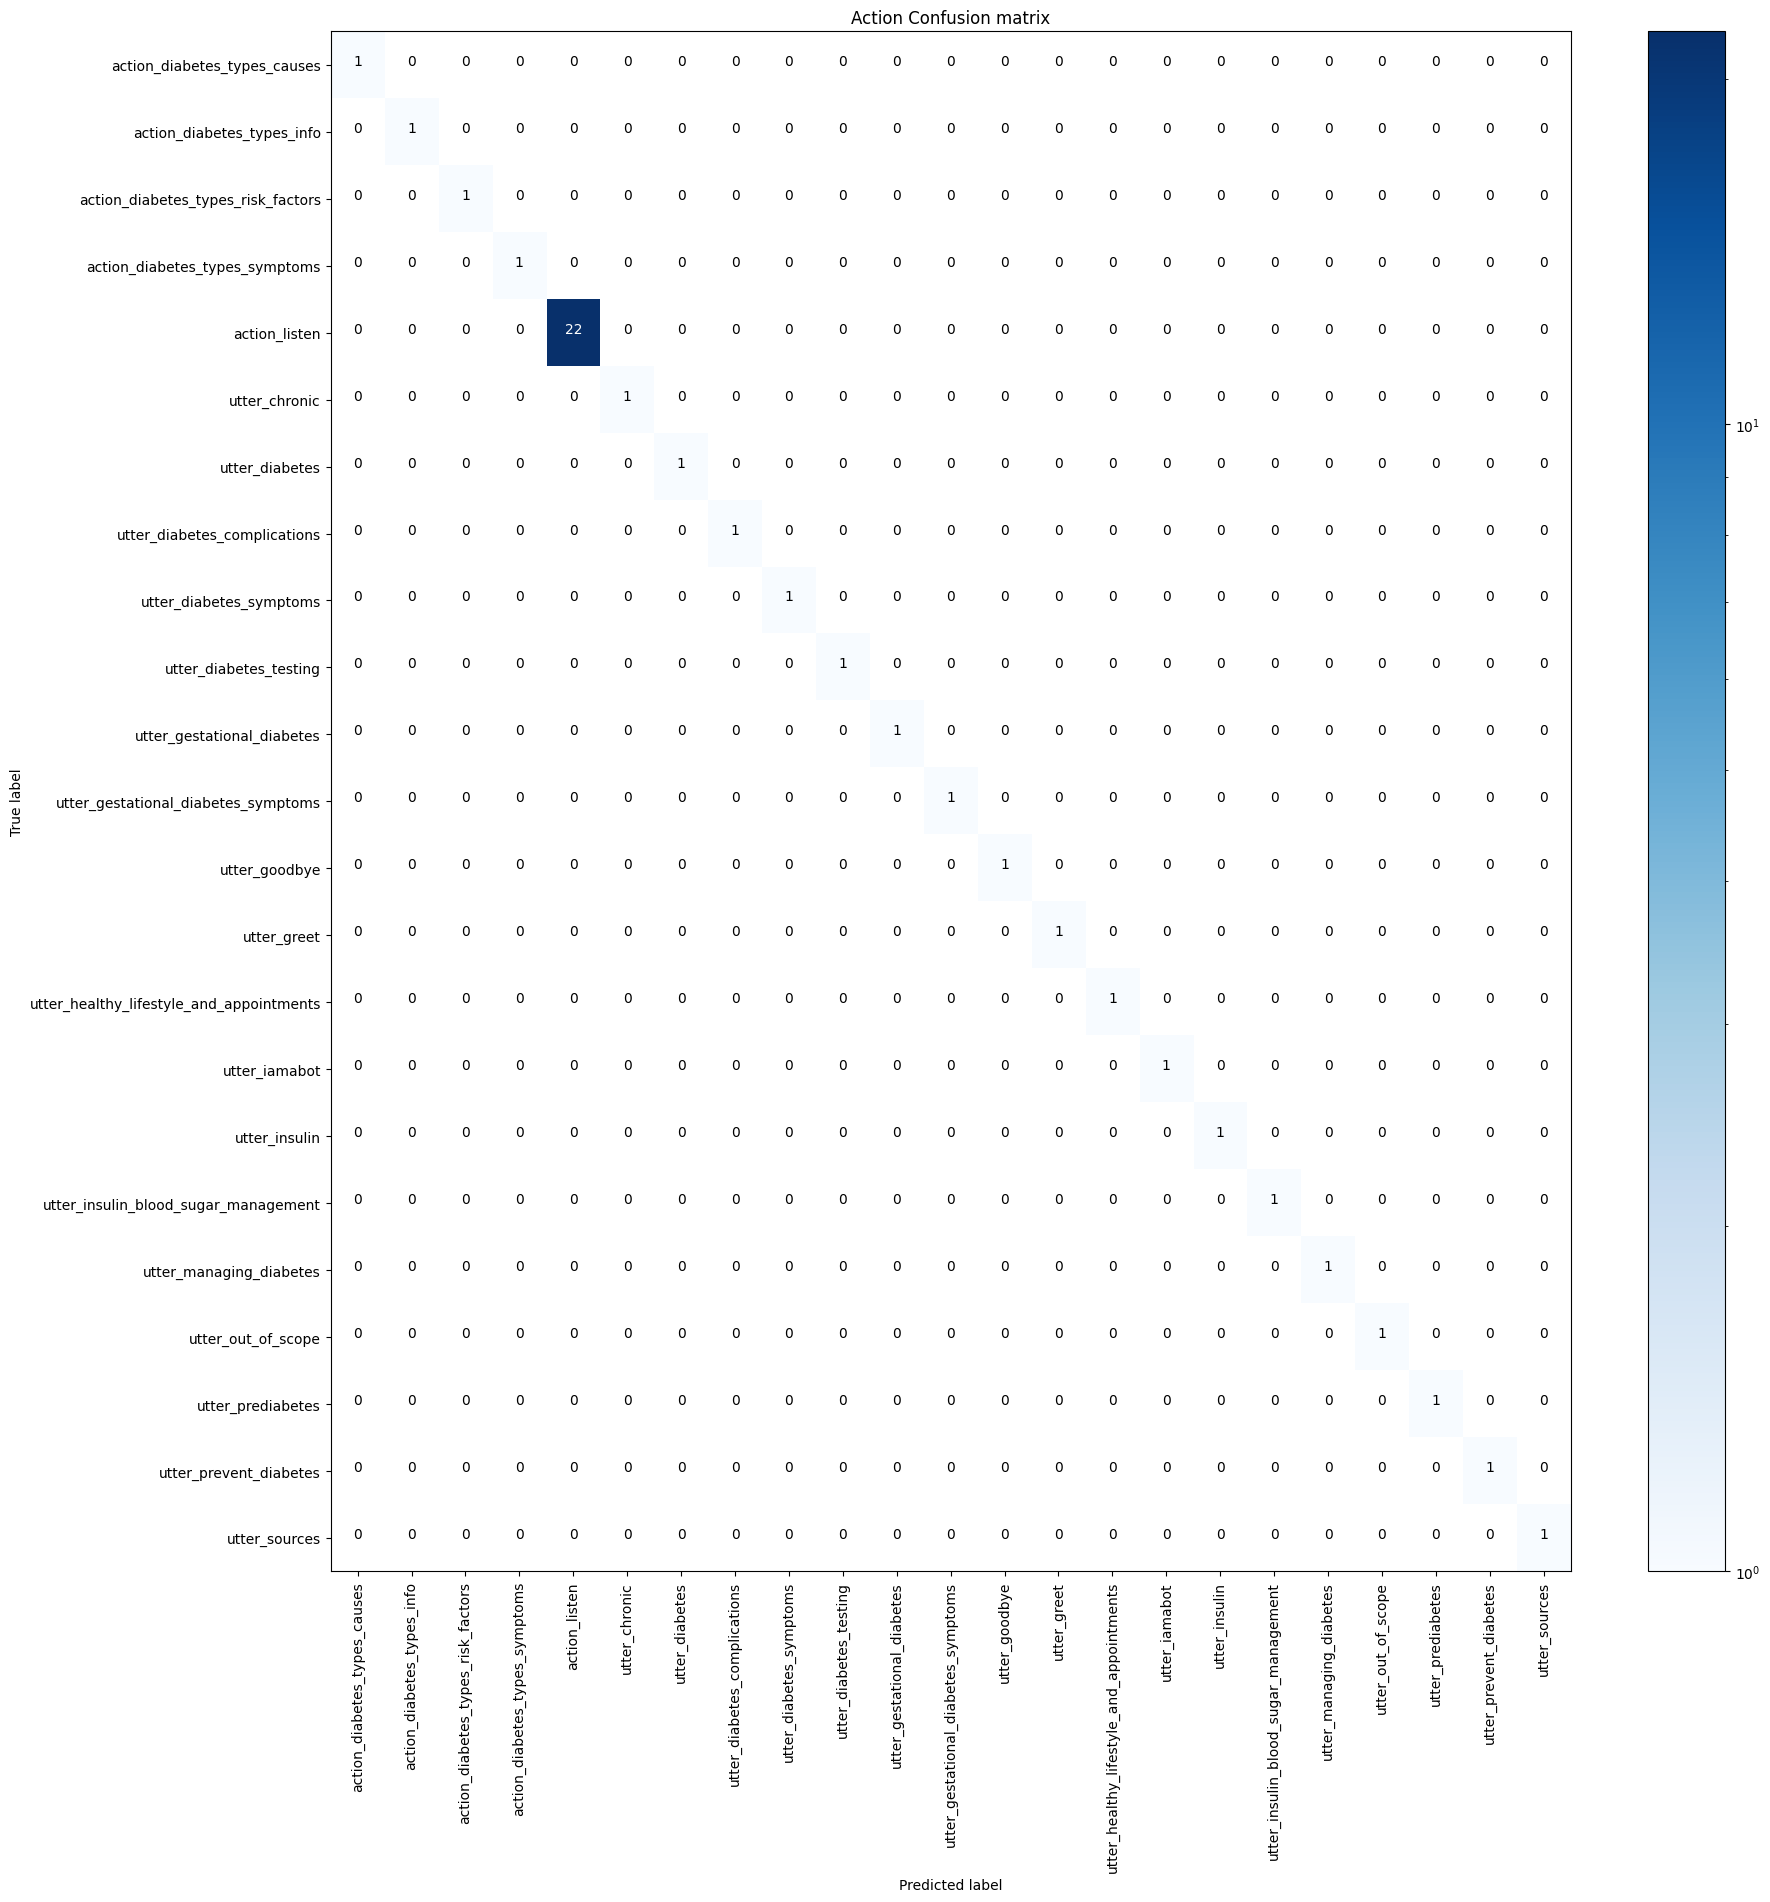 Action Confusion matrix
action_diabetes_types_causes 1 0 0 0 0 0 0 0 0 0 0 0 0 0 0 0 0 0 0 0 0 0 0
action_diabetes_types_info 0 1 0 0 0 0 0 0 0 0 0 0 0 0 0 0 0 0 0 0 0 0 0
action_diabetes_types_risk_factors 0 0 1 0 0 0 0 0 0 0 0 0 0 0 0 0 0 0 0 0 0 0 0
action_diabetes_types_symptoms 0 0 0 1 0 0 0 0 0 0 0 0 0 0 0 0 0 0 0 0 0 0 0
action_listen 0 0 0 0 22 0 0 0 0 0 0 0 0 0 0 0 0 0 0 0 0 0 0
utter_chronic 0 0 0 0 0 1 0 0 0 0 0 0 0 0 0 0 0 0 0 0 0 0 0
10¹
utter_diabetes 0 0 0 0 0 0 1 0 0 0 0 0 0 0 0 0 0 0 0 0 0 0 0
utter_diabetes_complications 0 0 0 0 0 0 0 1 0 0 0 0 0 0 0 0 0 0 0 0 0 0 0
utter_diabetes_symptoms 0 0 0 0 0 0 0 0 1 0 0 0 0 0 0 0 0 0 0 0 0 0 0
utter_diabetes_testing 0 0 0 0 0 0 0 0 0 1 0 0 0 0 0 0 0 0 0 0 0 0 0
utter_gestational_diabetes 0 0 0 0 0 0 0 0 0 0 1 0 0 0 0 0 0 0 0 0 0 0 0
True label
utter_gestational_diabetes_symptoms 0 0 0 0 0 0 0 0 0 0 0 1 0 0 0 0 0 0 0 0 0 0 0
utter_goodbye 0 0 0 0 0 0 0 0 0 0 0 0 1 0 0 0 0 0 0 0 0 0 0
utter_greet 0 0 0 0 0 0 0 0 0 0 0 0 0 1 0 0 0 0 0 0 0 0 0
utter_healthy_lifestyle_and_appointments 0 0 0 0 0 0 0 0 0 0 0 0 0 0 1 0 0 0 0 0 0 0 0
utter_iamabot 0 0 0 0 0 0 0 0 0 0 0 0 0 0 0 1 0 0 0 0 0 0 0
utter_insulin 0 0 0 0 0 0 0 0 0 0 0 0 0 0 0 0 1 0 0 0 0 0 0
utter_insulin_blood_sugar_management 0 0 0 0 0 0 0 0 0 0 0 0 0 0 0 0 0 1 0 0 0 0 0
utter_managing_diabetes 0 0 0 0 0 0 0 0 0 0 0 0 0 0 0 0 0 0 1 0 0 0 0
utter_out_of_scope 0 0 0 0 0 0 0 0 0 0 0 0 0 0 0 0 0 0 0 1 0 0 0
utter_prediabetes 0 0 0 0 0 0 0 0 0 0 0 0 0 0 0 0 0 0 0 0 1 0 0
utter_prevent_diabetes 0 0 0 0 0 0 0 0 0 0 0 0 0 0 0 0 0 0 0 0 0 1 0
utter_sources 0 0 0 0 0 0 0 0 0 0 0 0 0 0 0 0 0 0 0 0 0 0 1
10⁰
action_diabetes_types_causes
action_diabetes_types_info
action_diabetes_types_risk_factors
action_diabetes_types_symptoms
action_listen
utter_chronic
utter_diabetes
utter_diabetes_complications
utter_diabetes_symptoms
utter_diabetes_testing
utter_gestational_diabetes
utter_gestational_diabetes_symptoms
utter_goodbye
utter_greet
utter_healthy_lifestyle_and_appointments
utter_iamabot
utter_insulin
utter_insulin_blood_sugar_management
utter_managing_diabetes
utter_out_of_scope
utter_prediabetes
utter_prevent_diabetes
utter_sources
Predicted label